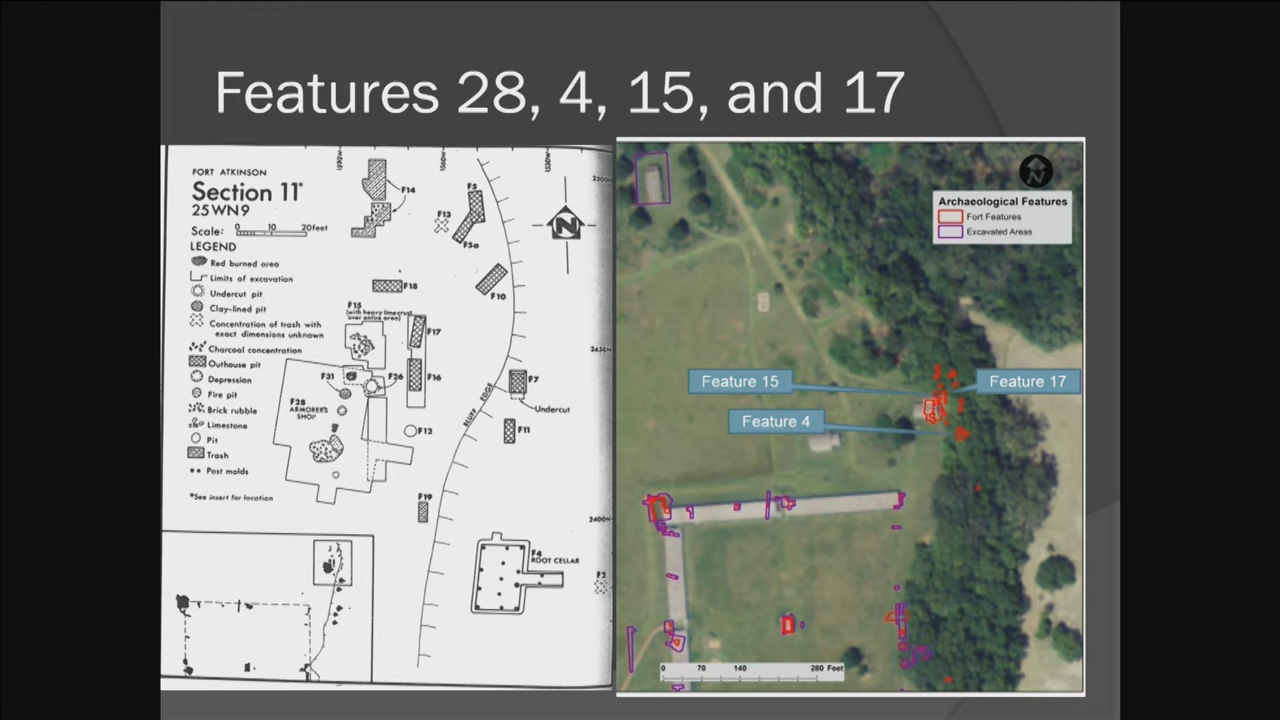 Features 28, 4, 15, and 17
FORT ATKINSON
Section 11*
25WN9
Scale: 0 10 20feet
LEGEND
Red burned area
Limits of excavation
Undercut pit
Clay-lined pit
Concentration of trash with
exact dimensions unknown
Charcoal concentration
Outhouse pit
Depression
Fire pit
Brick rubble
Limestone
Pit
Trash
Post molds
*See insert for location
F14
F5
F13
F5a
N
F18
F10
F15
(with heavy lime crust
over entire area)
F17
2450N
F31
F26
F16
F7
F28
ARMORER'S
SHOP
BLUFF EDGE
Undercut
F12
F11
F19
2400N
F4
ROOT CELLAR
F2
N
Archaeological Features
Fort Features
Excavated Areas
Feature 15
Feature 17
Feature 4
0 70 140 280 Feet